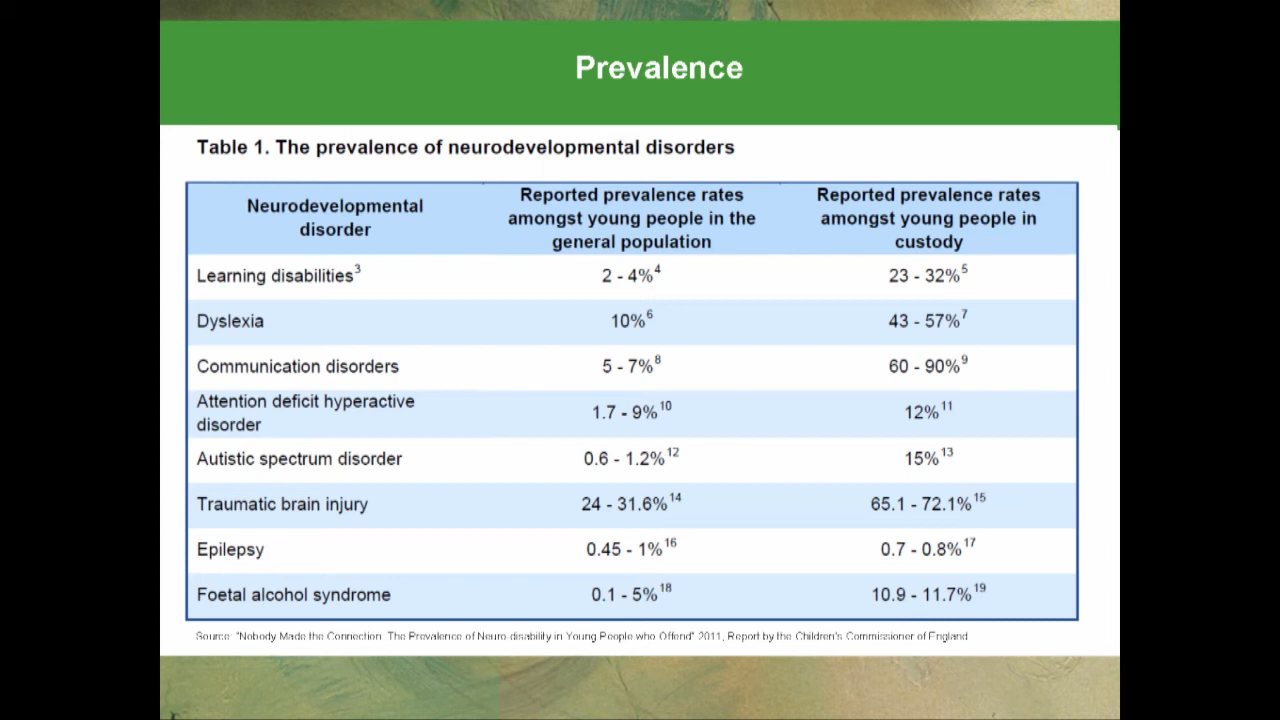 Prevalence
Table 1. The prevalence of neurodevelopmental disorders
Neurodevelopmental disorder
Reported prevalence rates amongst young people in the general population
Reported prevalence rates amongst young people in custody
Learning disabilities³ 2 - 4%⁴ 23 - 32%⁵
Dyslexia 10%⁶ 43 - 57%⁷
Communication disorders 5 - 7%⁸ 60 - 90%⁹
Attention deficit hyperactive disorder 1.7 - 9%¹⁰ 12%¹¹
Autistic spectrum disorder 0.6 - 1.2%¹² 15%¹³
Traumatic brain injury 24 - 31.6%¹⁴ 65.1 - 72.1%¹⁵
Epilepsy 0.45 - 1%¹⁶ 0.7 - 0.8%¹⁷
Foetal alcohol syndrome 0.1 - 5%¹⁸ 10.9 - 11.7%¹⁹
Source: "Nobody Made the Connection: The Prevalence of Neuro-disability in Young People who Offend" 2011, Report by the Children's Commissioner of England